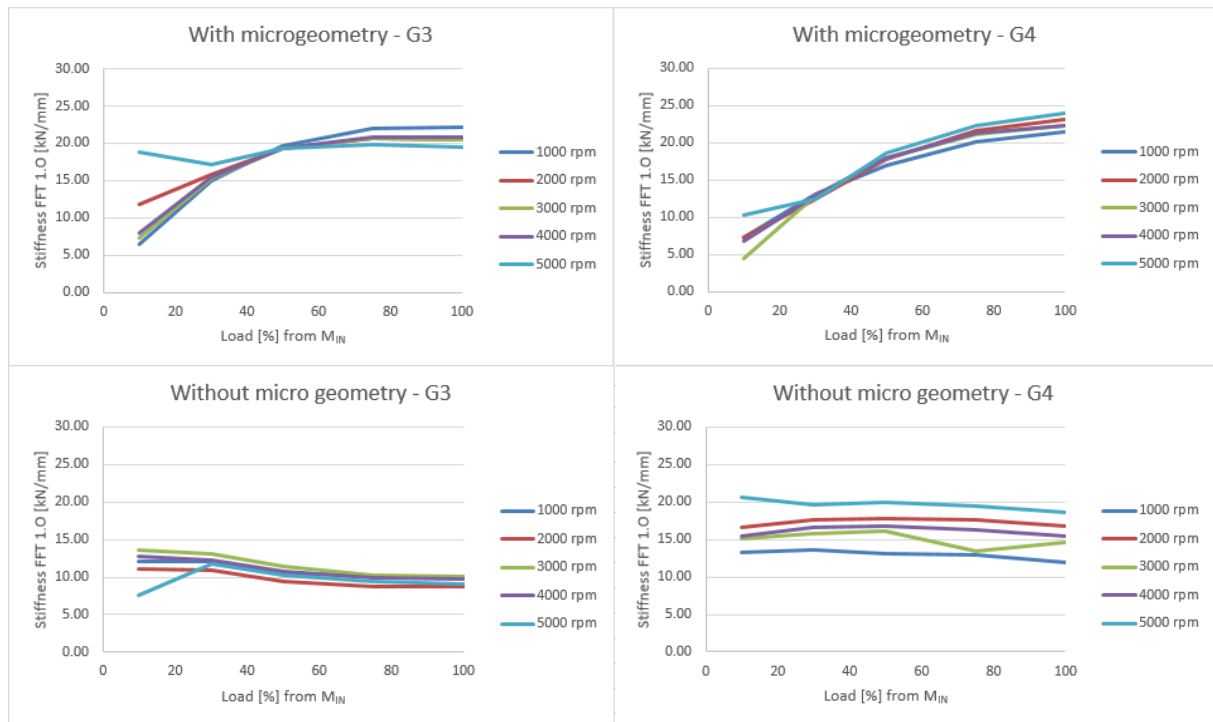 With microgeometry - G3
30.00
25.00
20.00
15.00
10.00
5.00
0.00
Stiffness FFT 1.O [kN/mm]
0 20 40 60 80 100
Load [%] from MIN
1000 rpm
2000 rpm
3000 rpm
4000 rpm
5000 rpm
With microgeometry - G4
30.00
25.00
20.00
15.00
10.00
5.00
0.00
Stiffness FFT 1.O [kN/mm]
0 20 40 60 80 100
Load [%] from MIN
1000 rpm
2000 rpm
3000 rpm
4000 rpm
5000 rpm
Without micro geometry - G3
30.00
25.00
20.00
15.00
10.00
5.00
0.00
Stiffness FFT 1.O [kN/mm]
0 20 40 60 80 100
Load [%] from MIN
1000 rpm
2000 rpm
3000 rpm
4000 rpm
5000 rpm
Without micro geometry - G4
30.00
25.00
20.00
15.00
10.00
5.00
0.00
Stiffness FFT 1.O [kN/mm]
0 20 40 60 80 100
Load [%] from MIN
1000 rpm
2000 rpm
3000 rpm
4000 rpm
5000 rpm